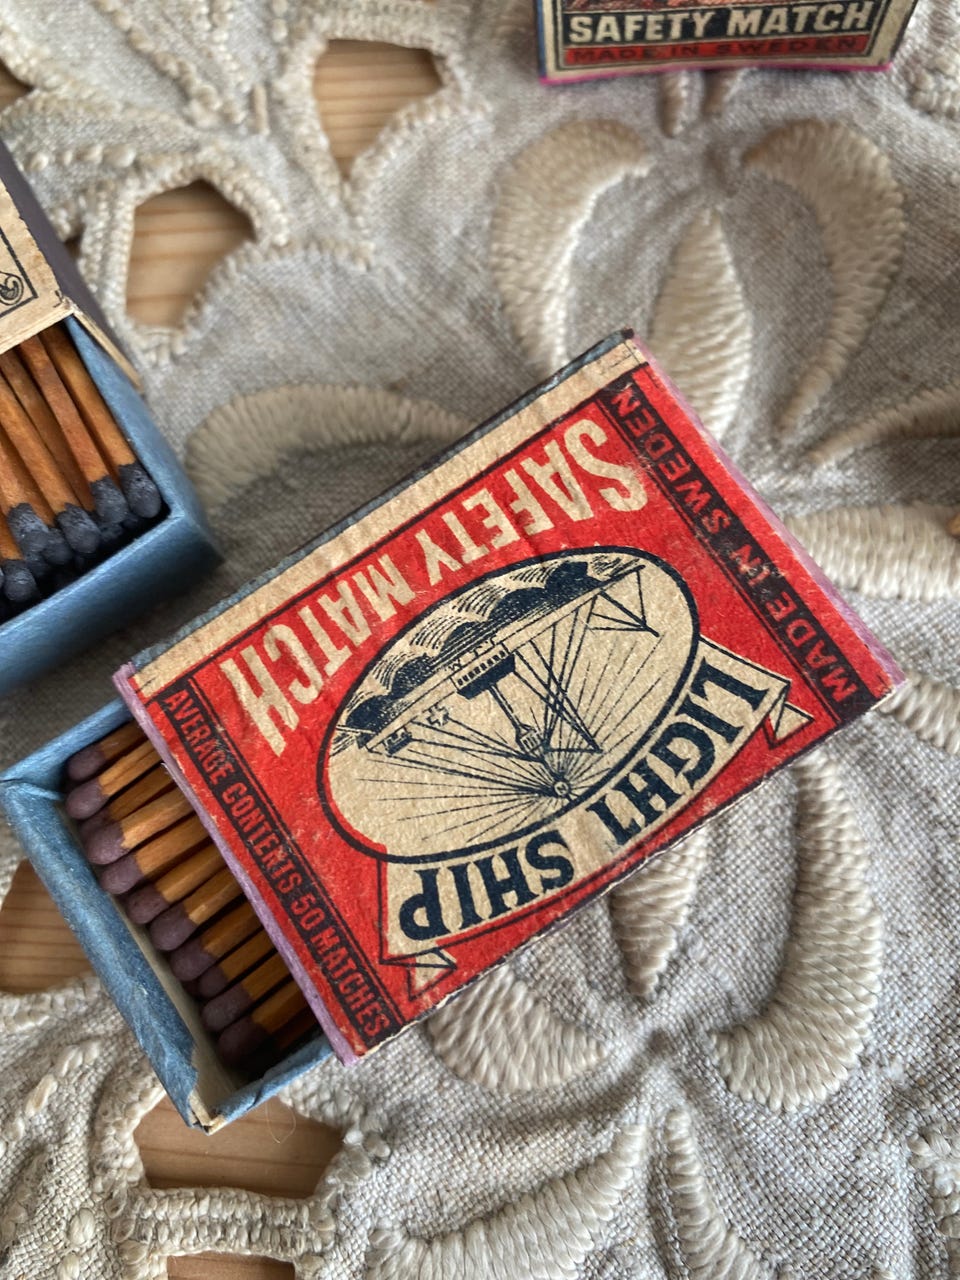 SAFETY MATCH
MADE IN SWEDEN
LIGHT SHIP
SAFETY MATCH
MADE IN SWEDEN
AVERAGE CONTENTS 50 MATCHES